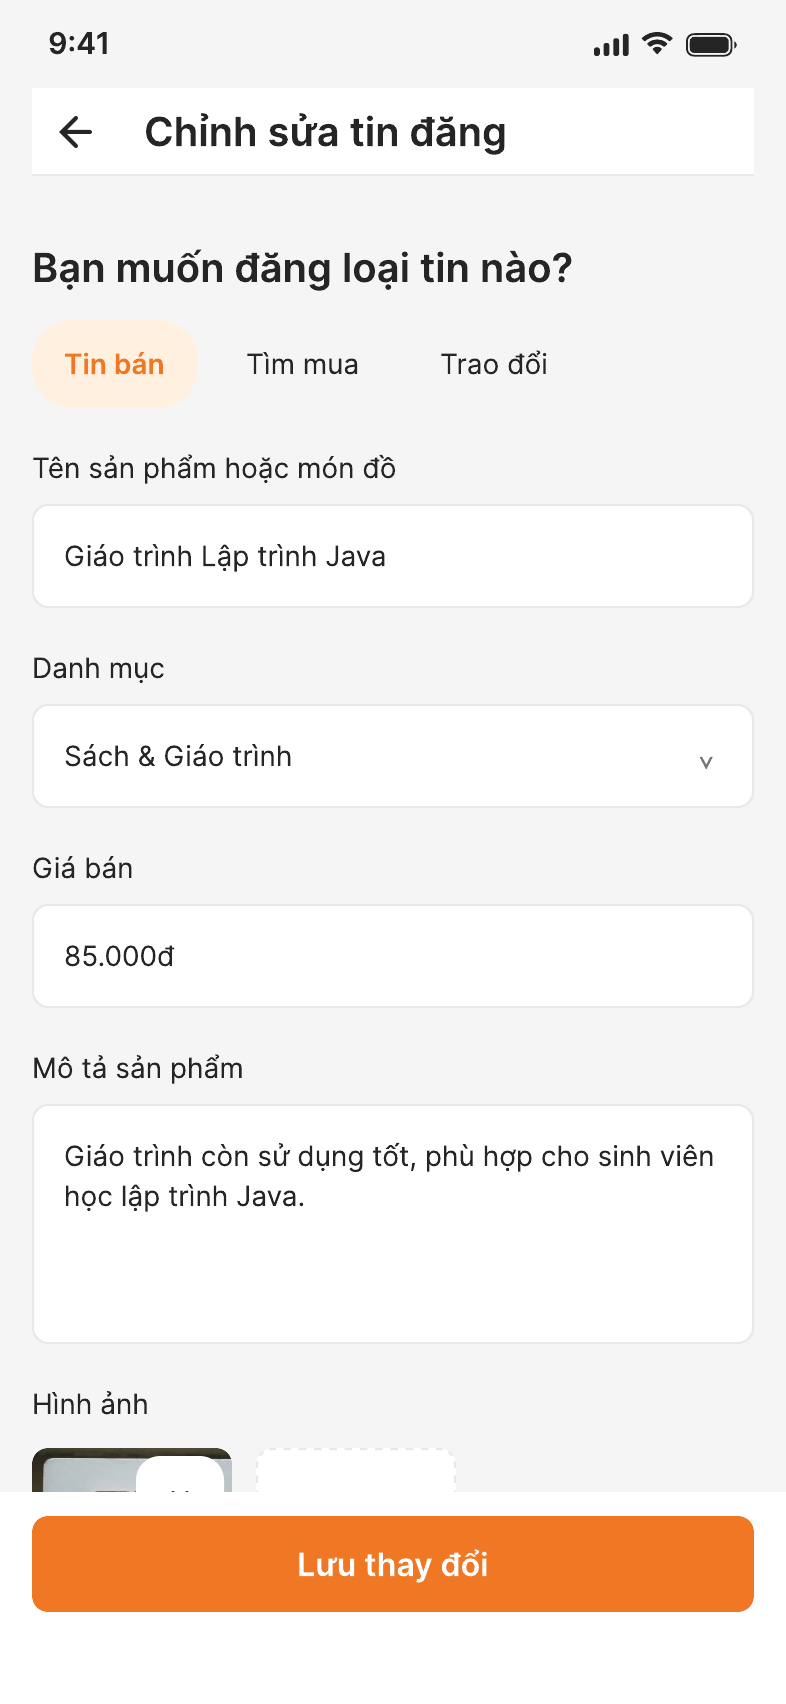 9:41
Chỉnh sửa tin đăng
Bạn muốn đăng loại tin nào?
Tin bán
Tìm mua
Trao đổi
Tên sản phẩm hoặc món đồ
Giáo trình Lập trình Java
Danh mục
Sách & Giáo trình
Giá bán
85.000đ
Mô tả sản phẩm
Giáo trình còn sử dụng tốt, phù hợp cho sinh viên
học lập trình Java.
Hình ảnh
Lưu thay đổi